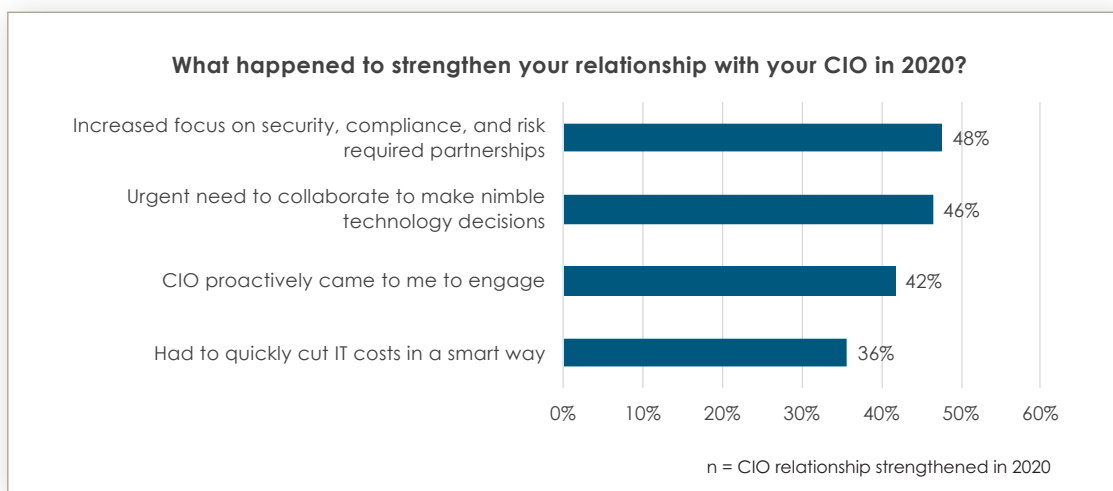 What happened to strengthen your relationship with your CIO in 2020?
Increased focus on security, compliance, and risk
required partnerships
48%
Urgent need to collaborate to make nimble
technology decisions
46%
CIO proactively came to me to engage
42%
Had to quickly cut IT costs in a smart way
36%
0% 10% 20% 30% 40% 50% 60%
n = CIO relationship strengthened in 2020